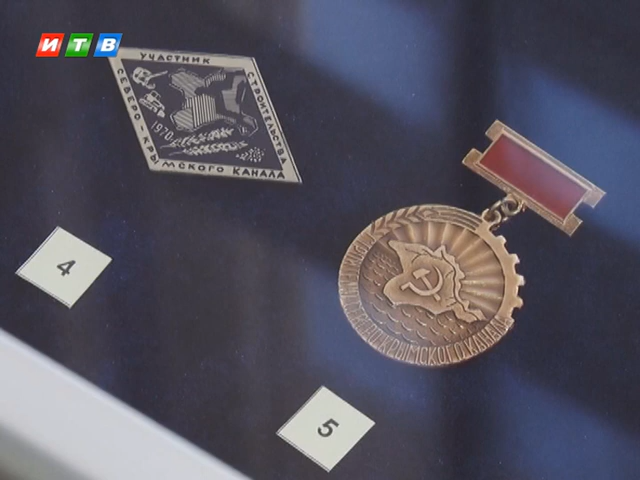 ИТВ
УЧАСТНИК
СТРОИТЕЛЬСТВА
СЕВЕРО-КРЫМСКОГО КАНАЛА
1970
4
КРЫМСКОГО КАНАЛА
5